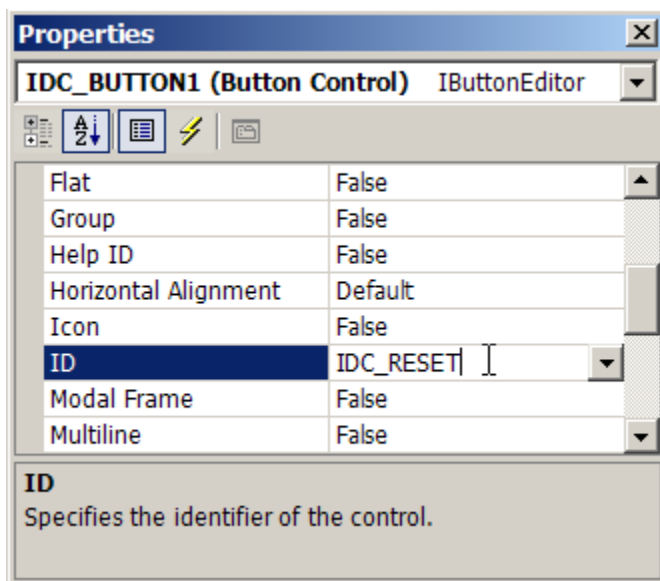 Properties
IDC_BUTTON1 (Button Control) IButtonEditor
Flat False
Group False
Help ID False
Horizontal Alignment Default
Icon False
ID IDC_RESET
Modal Frame False
Multiline False
ID
Specifies the identifier of the control.